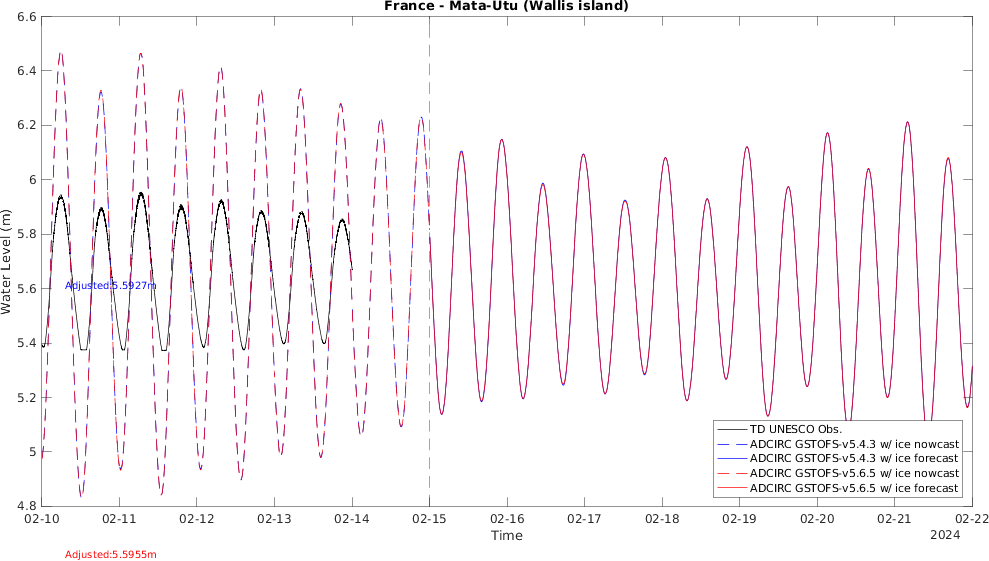 France - Mata-Utu (Wallis island)
6.6
6.4
6.2
6
5.8
5.6
5.4
5.2
5
4.8
Water Level (m)
Adjusted:5.5927m
TD UNESCO Obs.
ADCIRC GSTOFS-v5.4.3 w/ ice nowcast
ADCIRC GSTOFS-v5.4.3 w/ ice forecast
ADCIRC GSTOFS-v5.6.5 w/ ice nowcast
ADCIRC GSTOFS-v5.6.5 w/ ice forecast
02-10 02-11 02-12 02-13 02-14 02-15 02-16 02-17 02-18 02-19 02-20 02-21 02-22
Time
2024
Adjusted:5.5955m